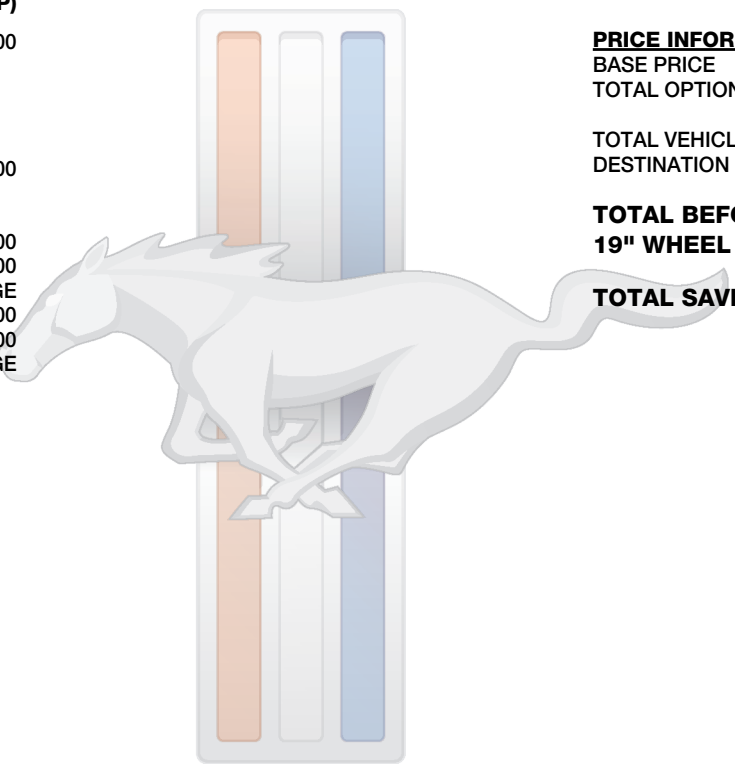 P)
00
00
00
00
GE
00
00
GE
PRICE INFOR
BASE PRICE
TOTAL OPTION
TOTAL VEHICL
DESTINATION
TOTAL BEFO
19" WHEEL
TOTAL SAVI